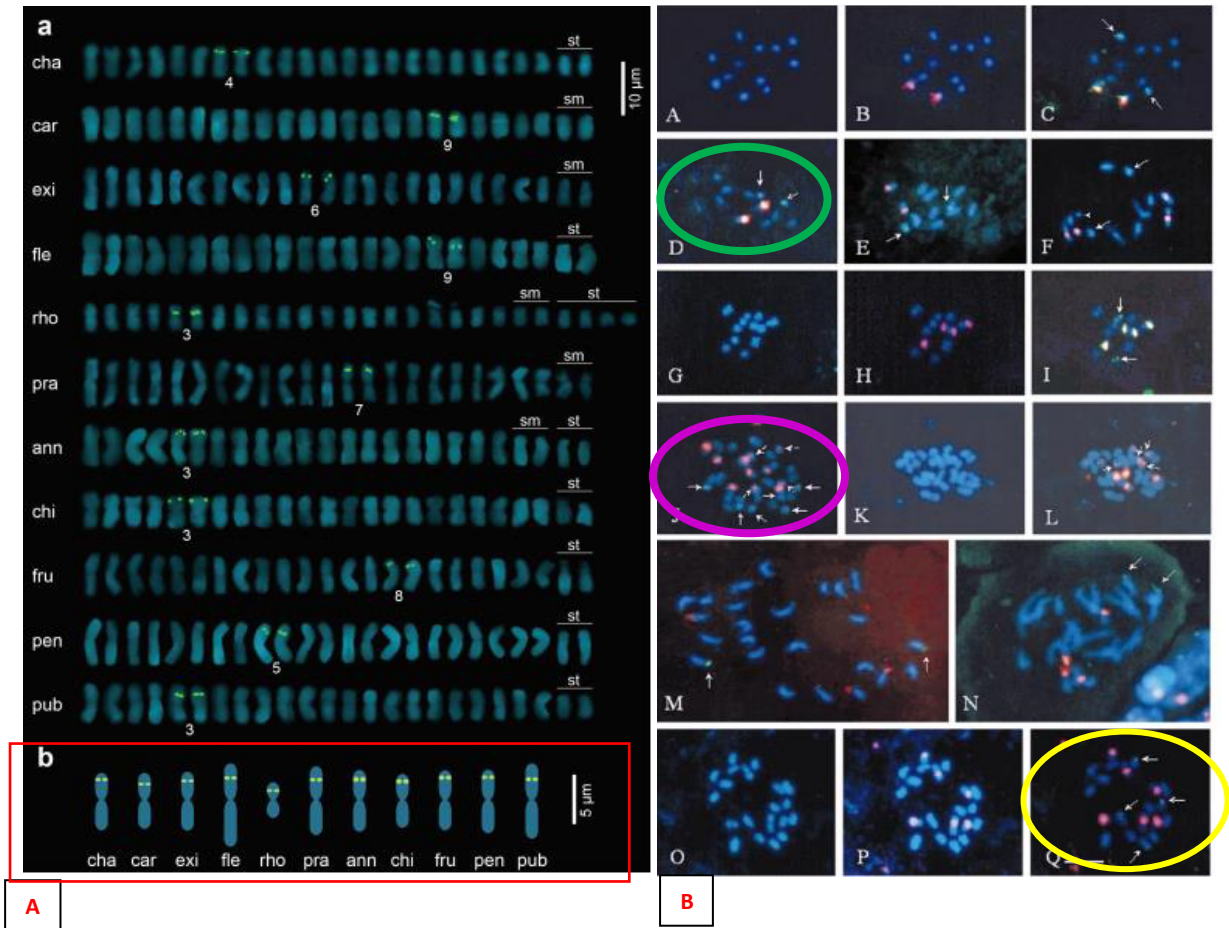 a
st
cha
4
10 µm
sm
car
9
sm
exi
6
st
fle
9
sm st
rho
3
sm
pra
7
sm st
ann
3
st
chi
3
st
fru
8
st
pen
5
st
pub
3
b
5 µm
cha car exi fle rho pra ann chi fru pen pub
A
A B C
D E F
G H I
J K L
M N
O P Q
B